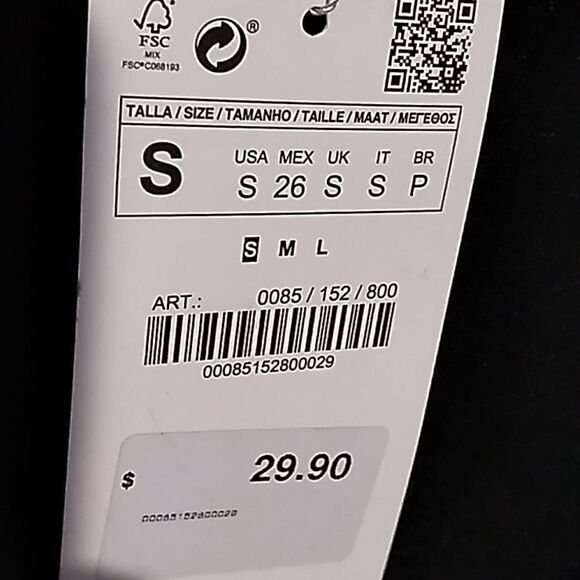 FSC
®
MIX
FSC® C068193
TALLA / SIZE / TAMANHO / TAILLE / MAAT / ΜΕΓΕΘΟΣ
S
USA MEX UK IT BR
S 26 S S P
S M L
ART.: 0085 / 152 / 800
00085152800029
$ 29.90
00085152800029